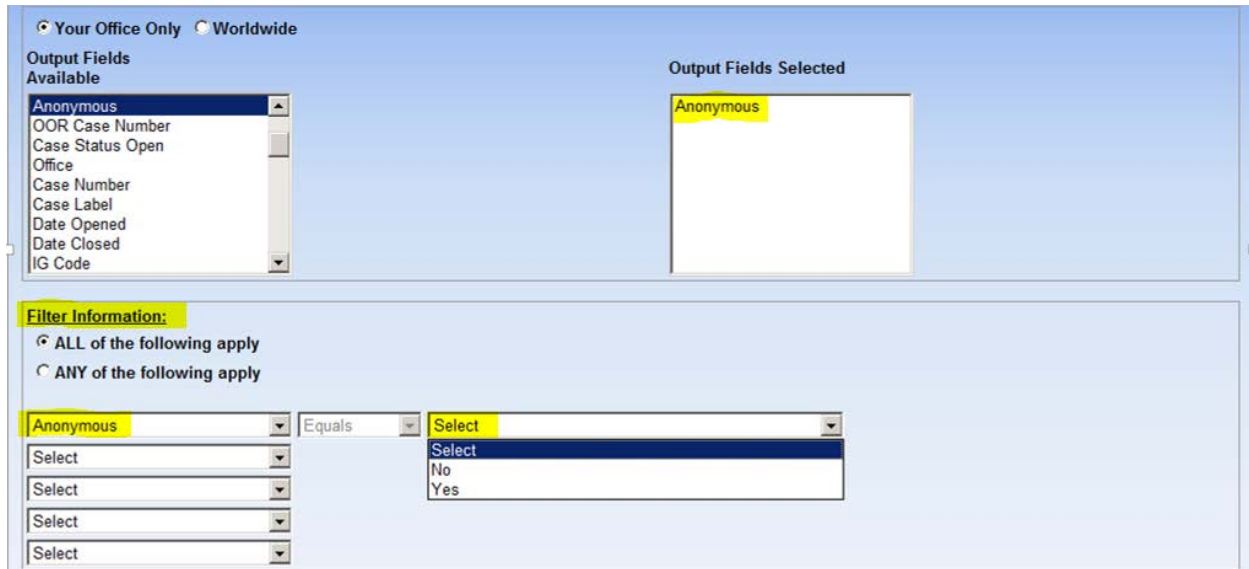 Your Office Only Worldwide
Output Fields
Available
Output Fields Selected
Anonymous
OOR Case Number
Case Status Open
Office
Case Number
Case Label
Date Opened
Date Closed
IG Code
Anonymous
Filter Information:
ALL of the following apply
ANY of the following apply
Anonymous Equals Select
Select
No
Yes
Select
Select
Select
Select